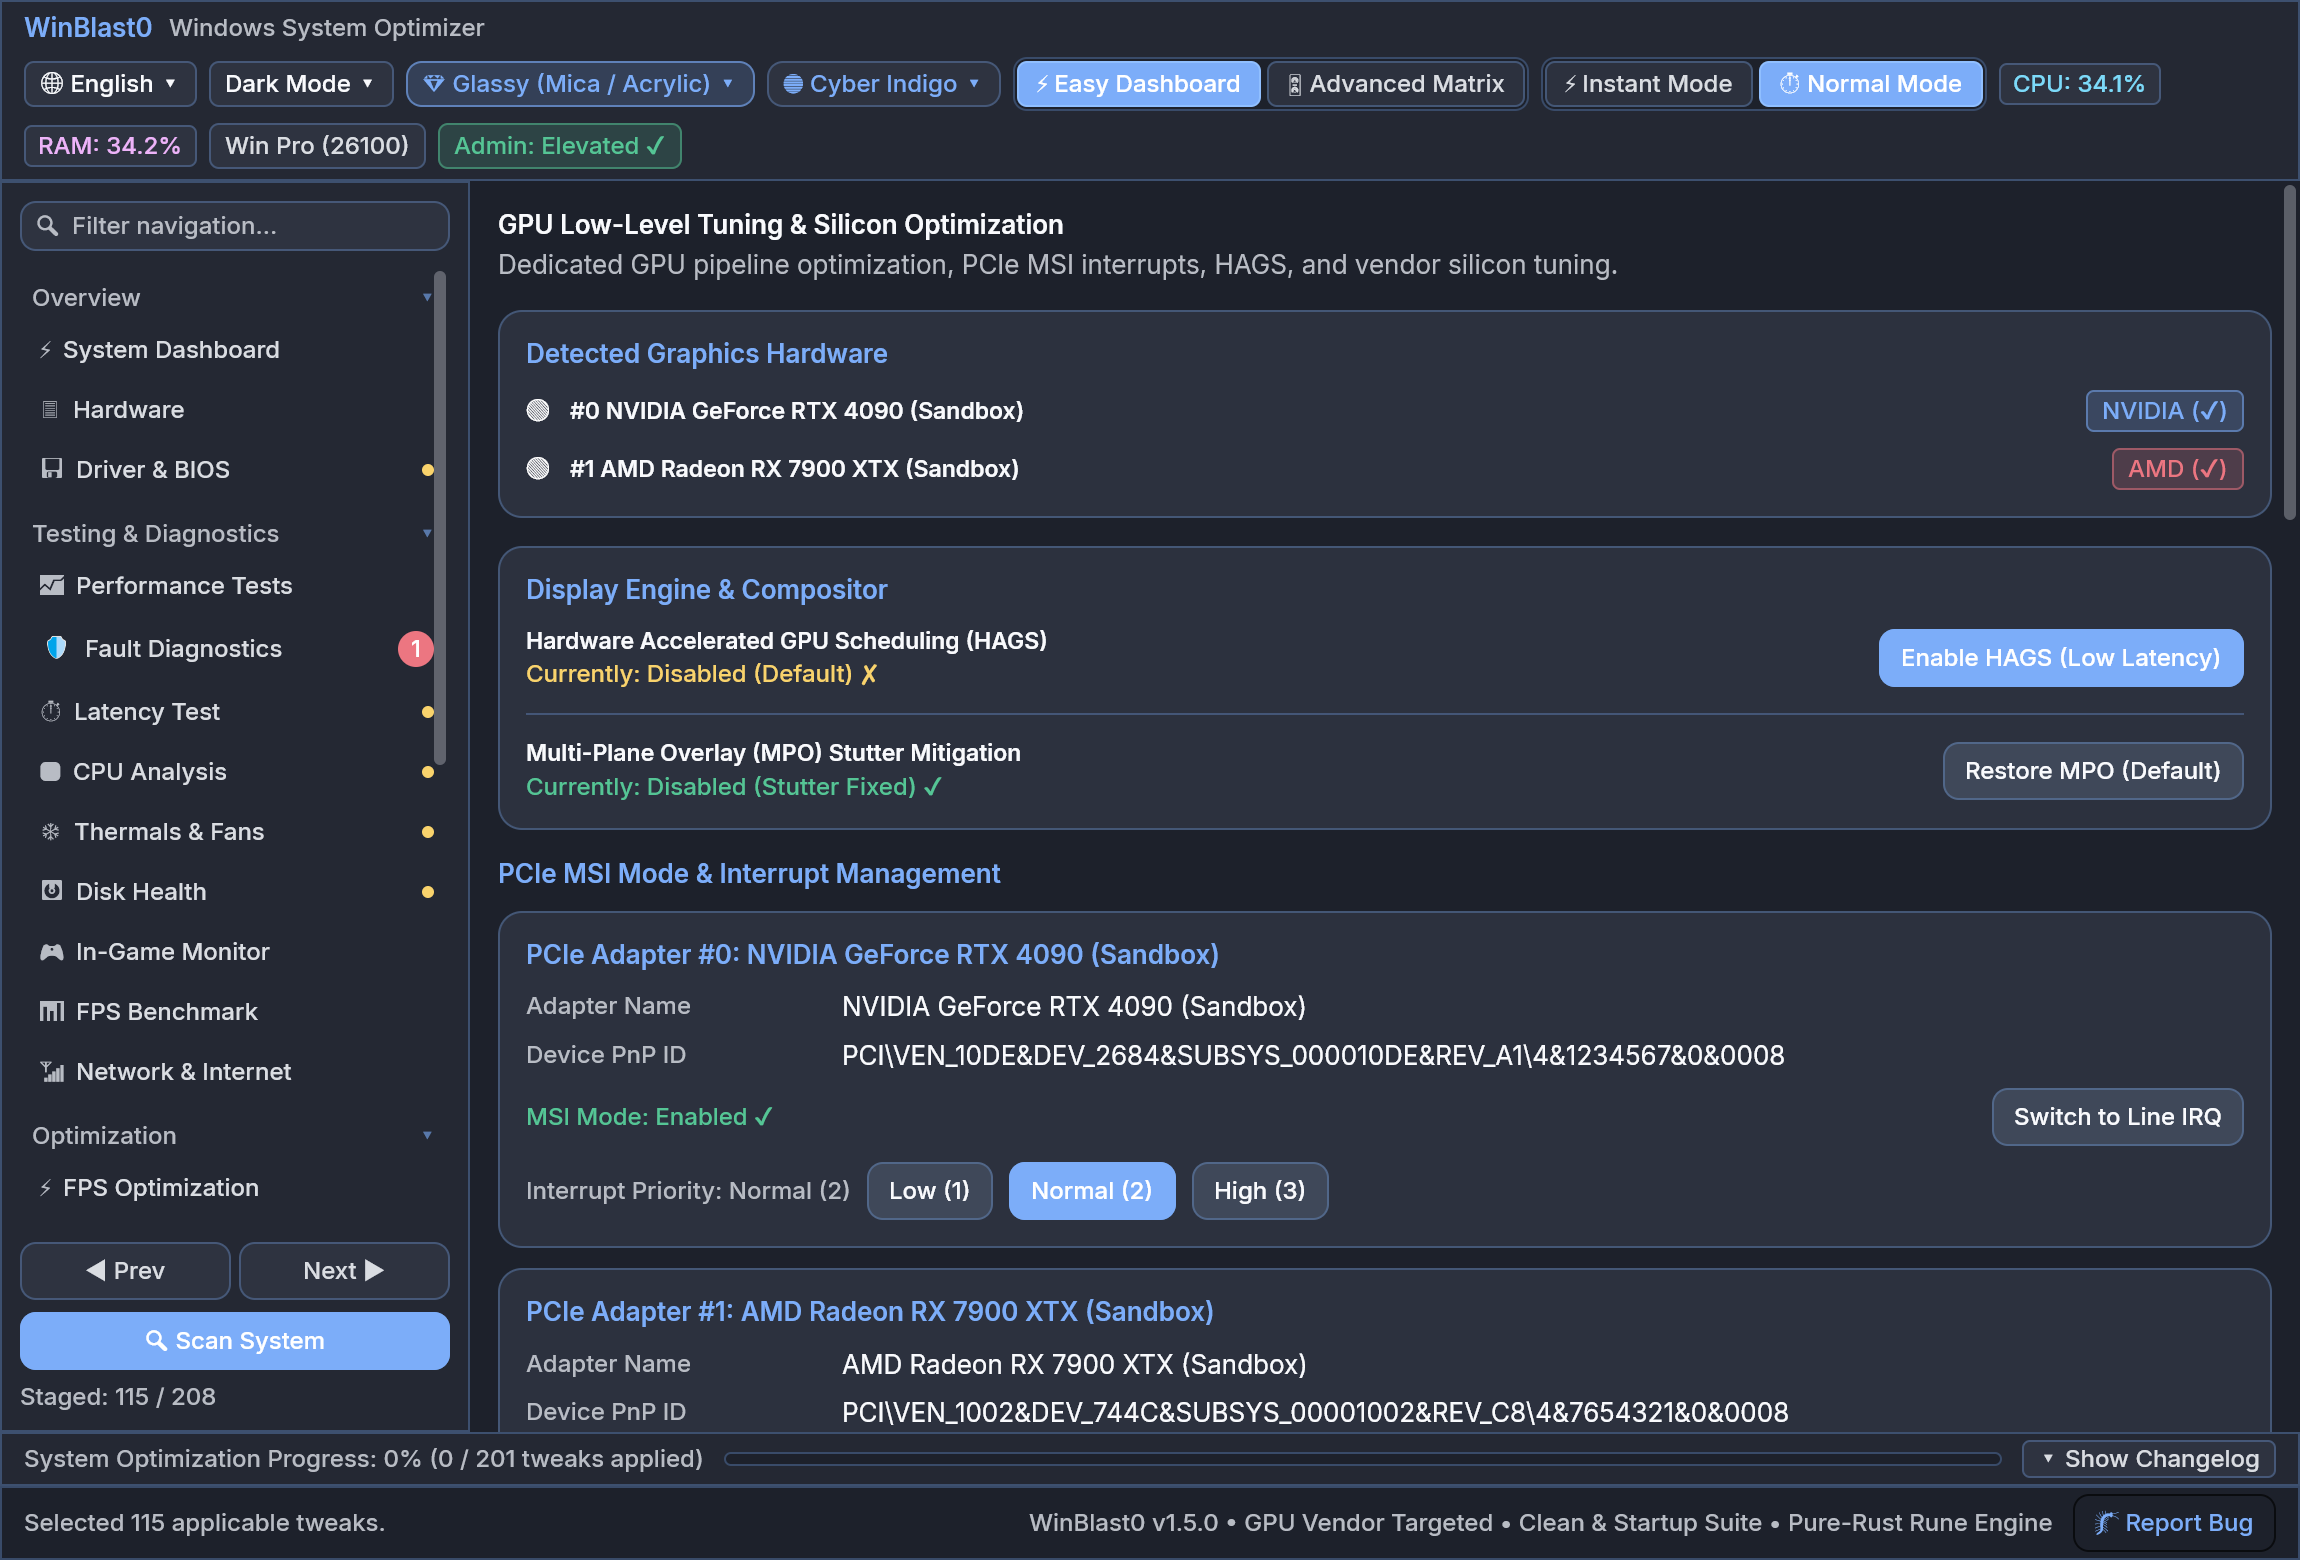 WinBlast0 Windows System Optimizer
English ▼ Dark Mode ▼ Glassy (Mica / Acrylic) ▼ Cyber Indigo ▼ ⚡Easy Dashboard Advanced Matrix ⚡Instant Mode ⏱ Normal Mode CPU: 34.1%
RAM: 34.2% Win Pro (26100) Admin: Elevated ✓
Filter navigation...
Overview
System Dashboard
Hardware
Driver & BIOS
Testing & Diagnostics
Performance Tests
Fault Diagnostics 1
Latency Test
CPU Analysis
Thermals & Fans
Disk Health
In-Game Monitor
FPS Benchmark
Network & Internet
Optimization
FPS Optimization
◀ Prev Next ▶
Scan System
Staged: 115 / 208
GPU Low-Level Tuning & Silicon Optimization
Dedicated GPU pipeline optimization, PCIe MSI interrupts, HAGS, and vendor silicon tuning.
Detected Graphics Hardware
#0 NVIDIA GeForce RTX 4090 (Sandbox) NVIDIA (✓)
#1 AMD Radeon RX 7900 XTX (Sandbox) AMD (✓)
Display Engine & Compositor
Hardware Accelerated GPU Scheduling (HAGS)
Currently: Disabled (Default) ✗
Enable HAGS (Low Latency)
Multi-Plane Overlay (MPO) Stutter Mitigation
Currently: Disabled (Stutter Fixed) ✓
Restore MPO (Default)
PCIe MSI Mode & Interrupt Management
PCIe Adapter #0: NVIDIA GeForce RTX 4090 (Sandbox)
Adapter Name NVIDIA GeForce RTX 4090 (Sandbox)
Device PnP ID PCI\VEN_10DE&DEV_2684&SUBSYS_000010DE&REV_A1\4&1234567&0&0008
MSI Mode: Enabled ✓ Switch to Line IRQ
Interrupt Priority: Normal (2) Low (1) Normal (2) High (3)
PCIe Adapter #1: AMD Radeon RX 7900 XTX (Sandbox)
Adapter Name AMD Radeon RX 7900 XTX (Sandbox)
Device PnP ID PCI\VEN_1002&DEV_744C&SUBSYS_00001002&REV_C8\4&7654321&0&0008
System Optimization Progress: 0% (0 / 201 tweaks applied) ▼ Show Changelog
Selected 115 applicable tweaks. WinBlast0 v1.5.0 • GPU Vendor Targeted • Clean & Startup Suite • Pure-Rust Rune Engine Report Bug